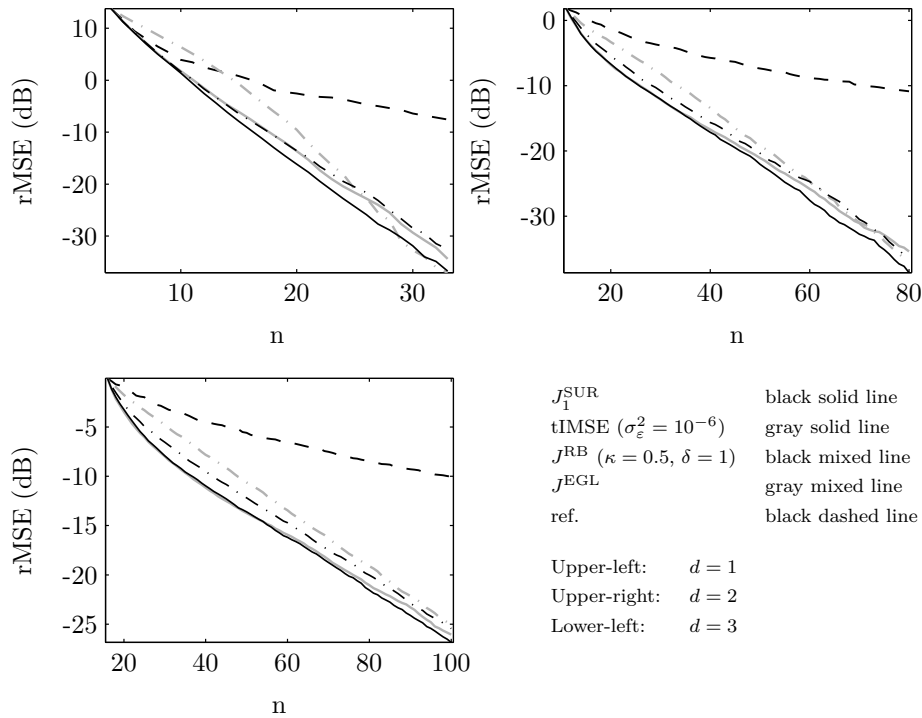 10
0
-10
-20
-30
rMSE (dB)
10
20
30
n
0
-10
-20
-30
rMSE (dB)
20
40
60
80
n
-5
-10
-15
-20
-25
rMSE (dB)
20
40
60
80
100
n
J₁^SUR black solid line
tIMSE (σ_ε² = 10⁻⁶) gray solid line
J^RB (κ = 0.5, δ = 1) black mixed line
J^EGL gray mixed line
ref. black dashed line
Upper-left: d = 1
Upper-right: d = 2
Lower-left: d = 3